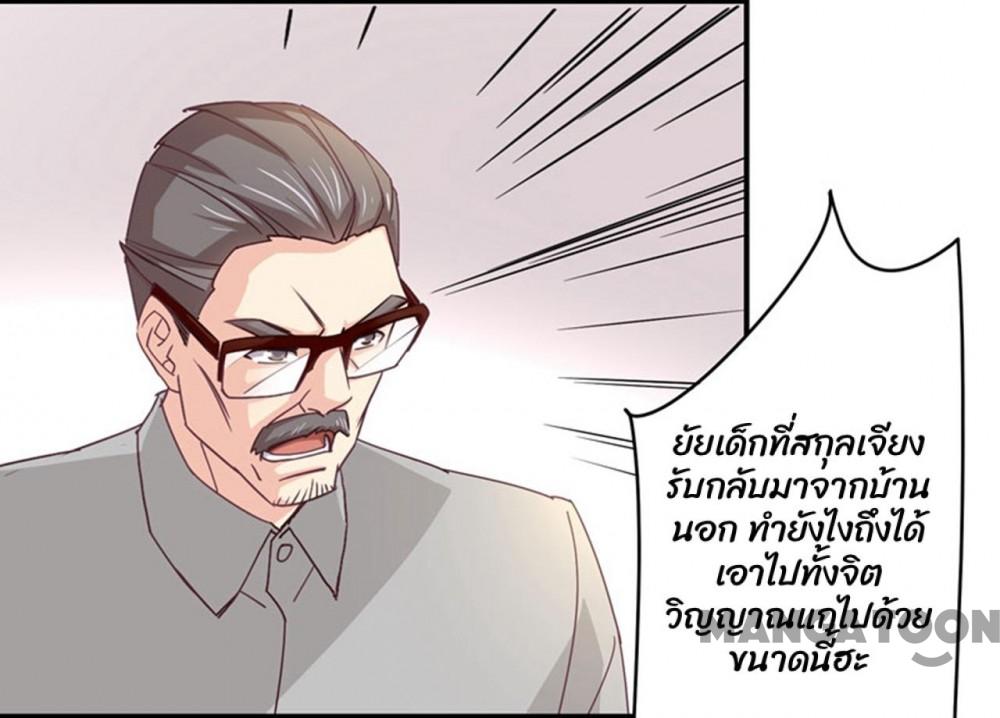 ยัยเด็กที่สกุลเจียง
รับกลับมาจากบ้าน
นอก ทำยังไงถึงได้
เอาไปทั้งจิต
วิญญาณแกไปด้วย
ขนาดนี้ฮะ
MANGATOON